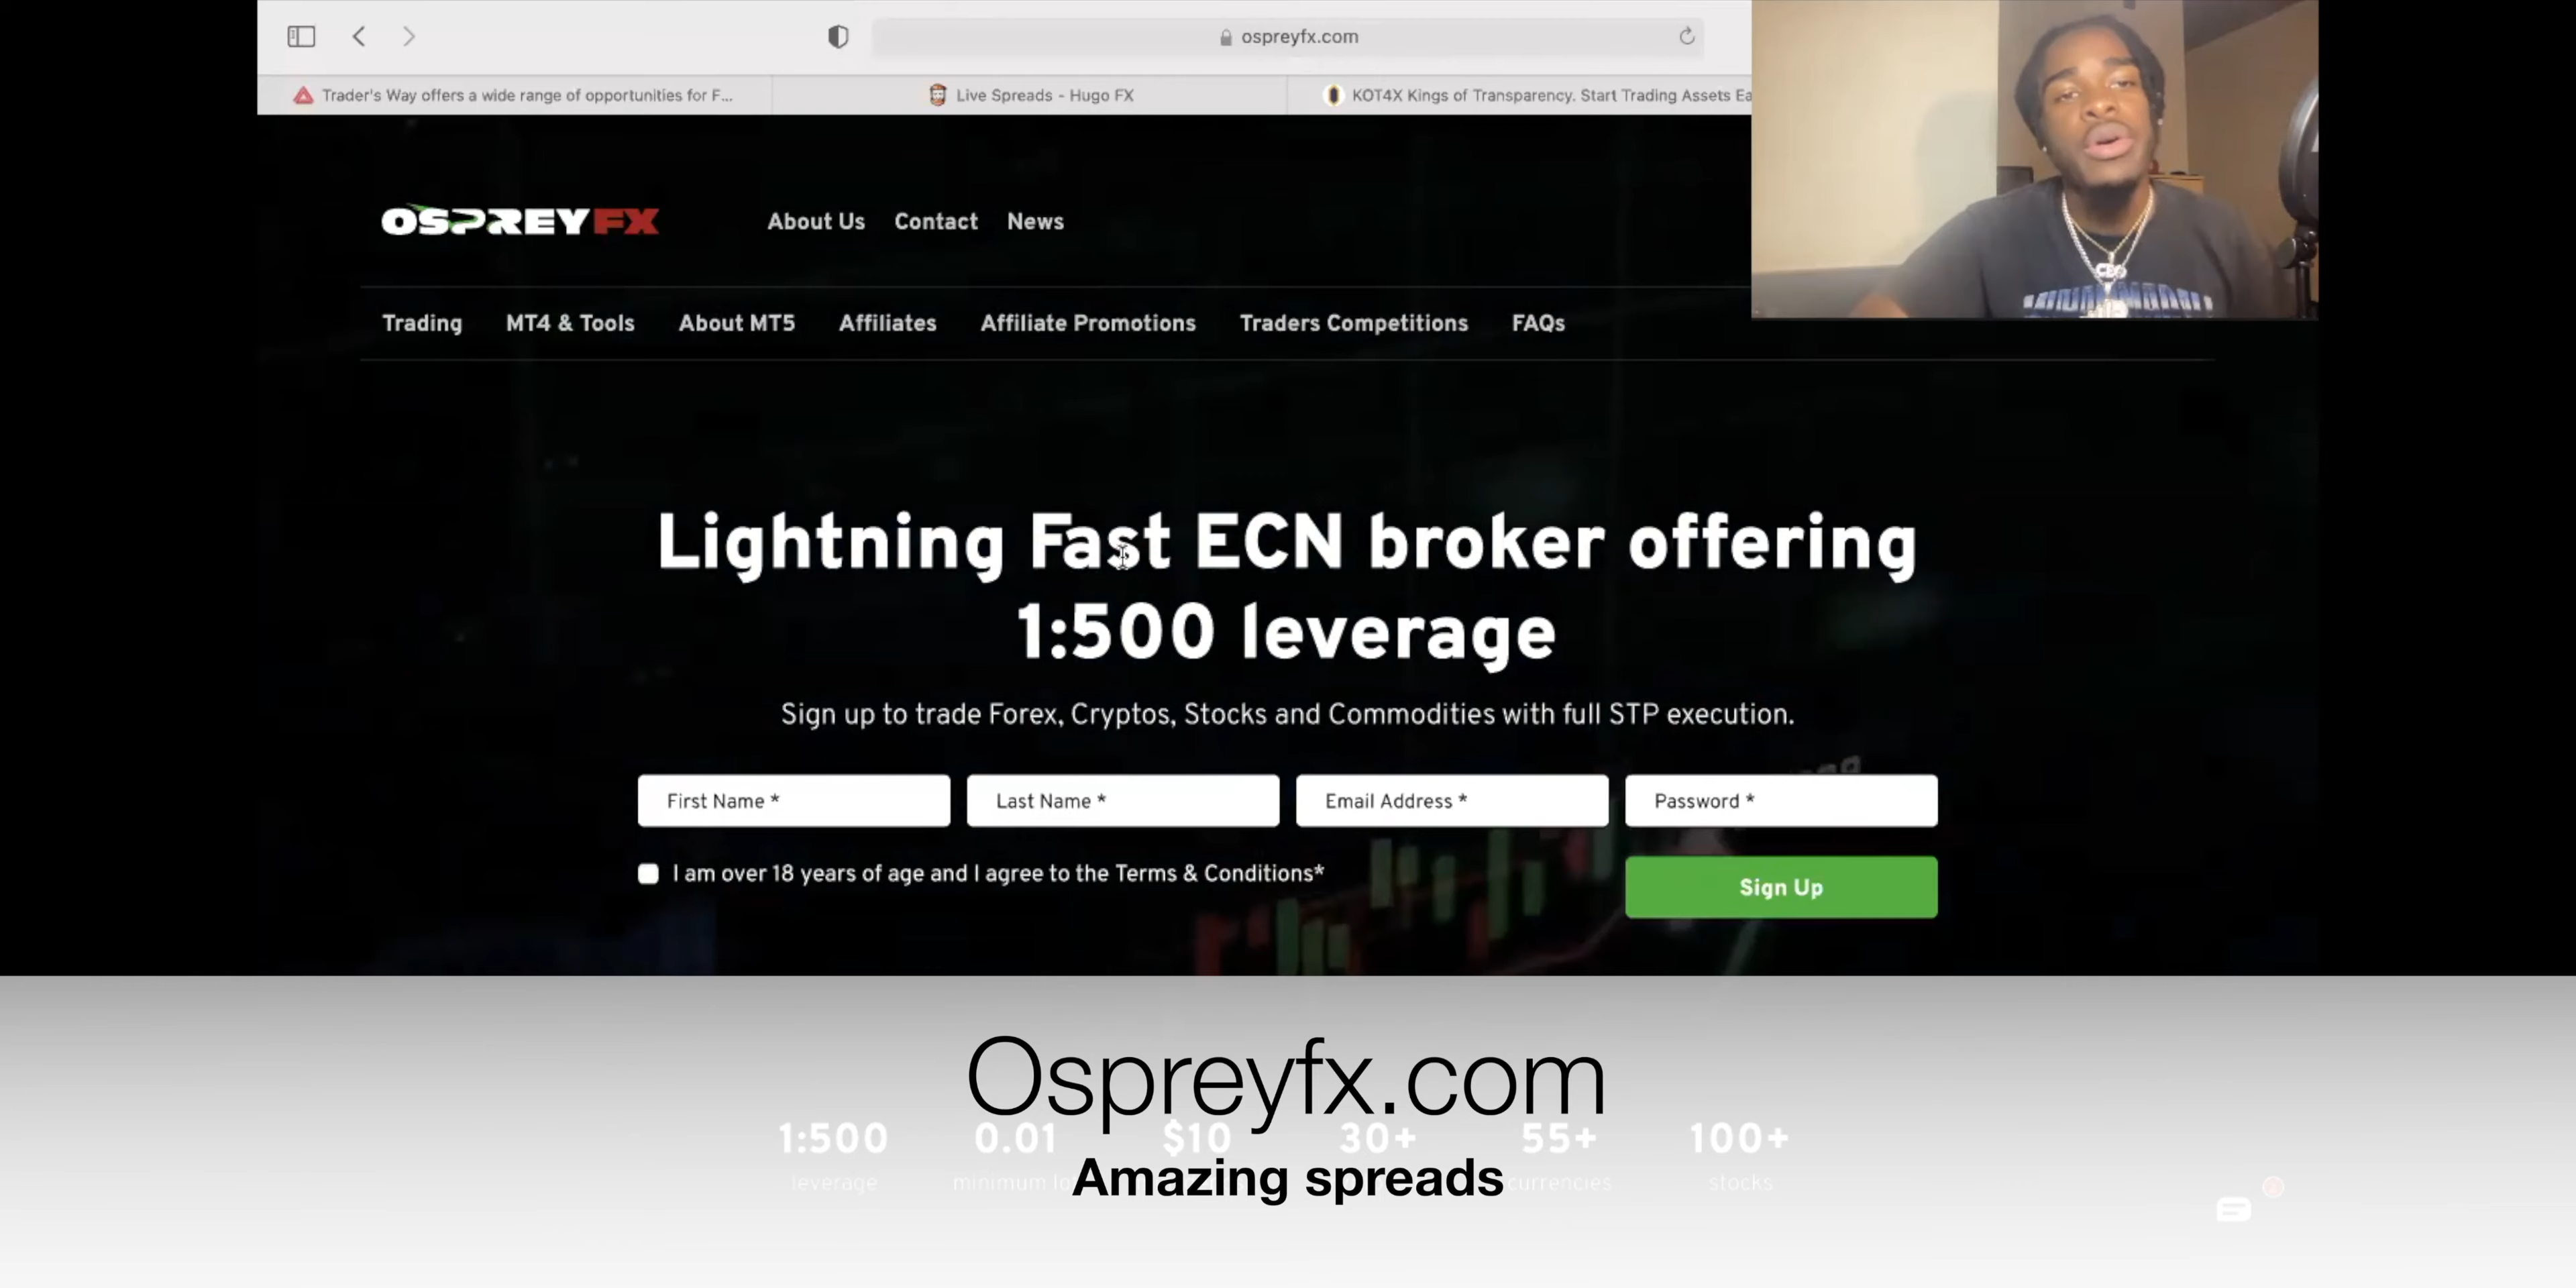 ospreyfx.com
Trader's Way offers a wide range of opportunities for F...
Live Spreads - Hugo FX
KOT4X Kings of Transparency. Start Trading Assets Ea
OSPREYFX
About Us
Contact
News
Trading
MT4 & Tools
About MT5
Affiliates
Affiliate Promotions
Traders Competitions
FAQs
CEO
Lightning Fast ECN broker offering
1:500 leverage
Sign up to trade Forex, Cryptos, Stocks and Commodities with full STP execution.
First Name *
Last Name *
Email Address *
Password *
I am over 18 years of age and I agree to the Terms & Conditions*
Sign Up
Ospreyfx.com
1:500
0.01
$10
30+
55+
100+
Amazing spreads
leverage
minimum
currencies
stocks